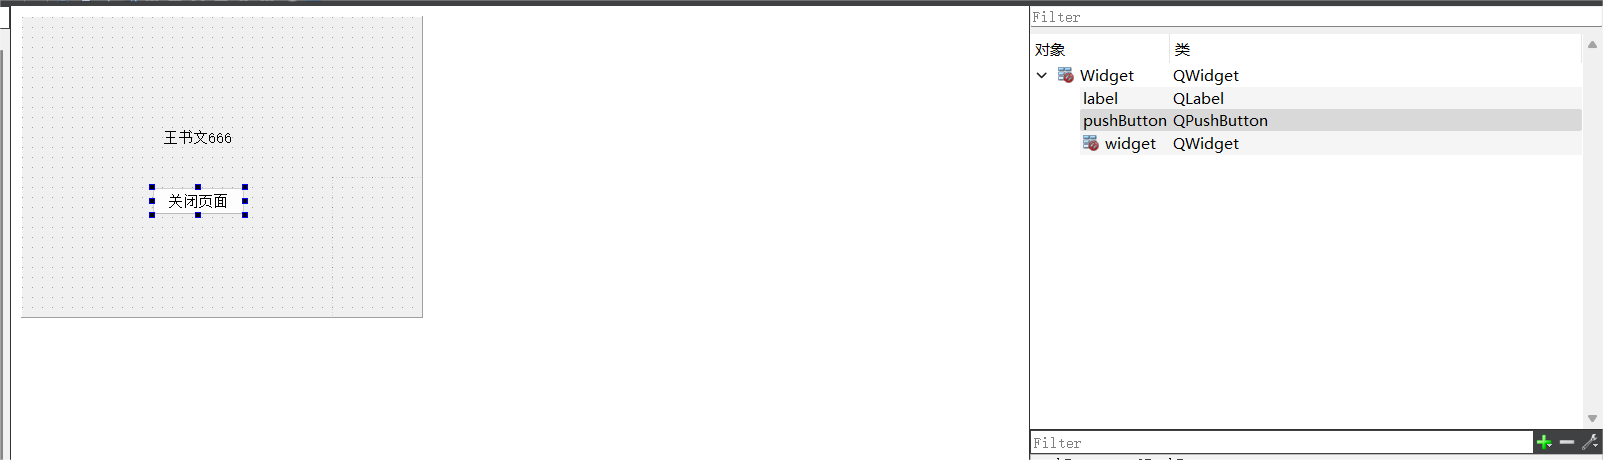 Filter
对象 类
Widget QWidget
label QLabel
pushButton QPushButton
widget QWidget
王书文666
关闭页面
Filter